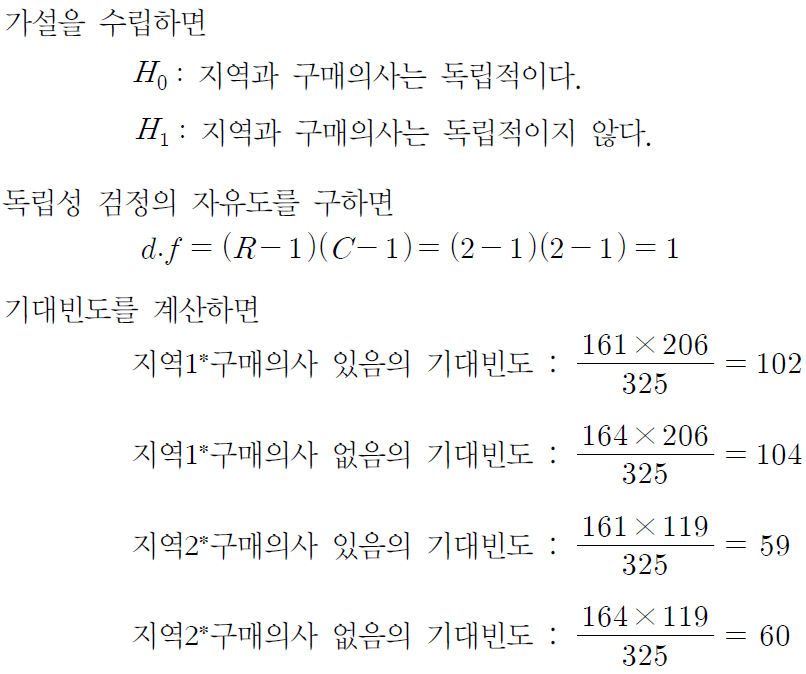 가설을 수립하면
H₀ : 지역과 구매의사는 독립적이다.
H₁ : 지역과 구매의사는 독립적이지 않다.
독립성 검정의 자유도를 구하면
d.f = (R－1)(C－1) = (2－1)(2－1) = 1
기대빈도를 계산하면
지역1*구매의사 있음의 기대빈도 : 161×206 / 325 = 102
지역1*구매의사 없음의 기대빈도 : 164×206 / 325 = 104
지역2*구매의사 있음의 기대빈도 : 161×119 / 325 = 59
지역2*구매의사 없음의 기대빈도 : 164×119 / 325 = 60